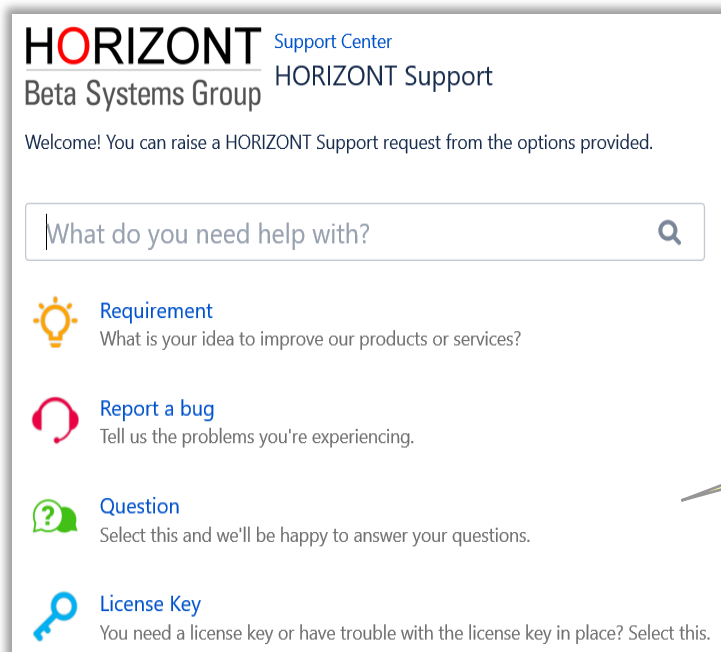 HORIZONT
Beta Systems Group
Support Center
HORIZONT Support
Welcome! You can raise a HORIZONT Support request from the options provided.
What do you need help with?
Requirement
What is your idea to improve our products or services?
Report a bug
Tell us the problems you're experiencing.
?
Question
Select this and we'll be happy to answer your questions.
License Key
You need a license key or have trouble with the license key in place? Select this.